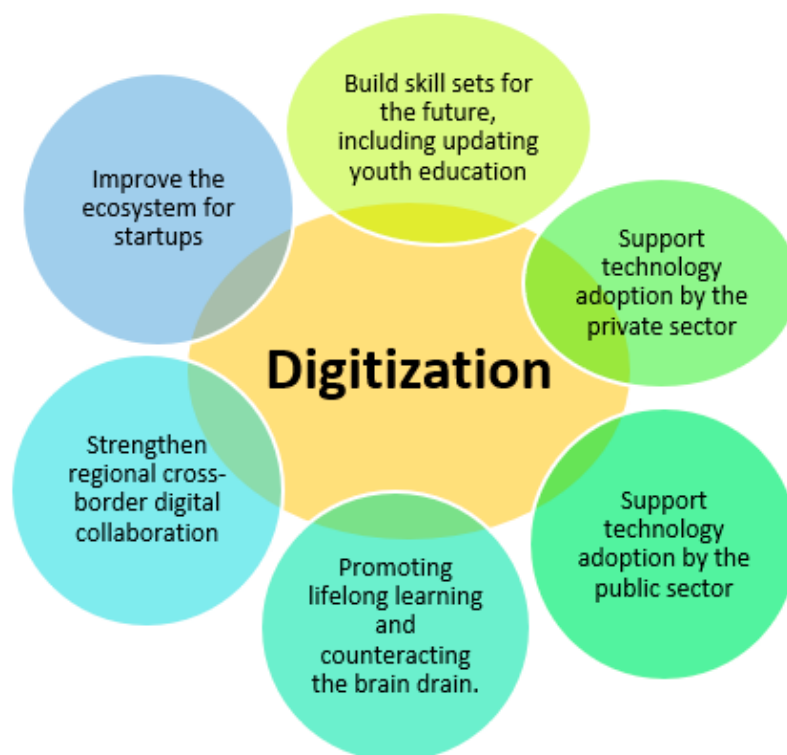 Build skill sets for
the future,
including updating
youth education
Support
technology
adoption by the
private sector
Support
technology
adoption by the
public sector
Promoting
lifelong learning
and
counteracting
the brain drain.
Strengthen
regional cross-
border digital
collaboration
Improve the
ecosystem for
startups
Digitization